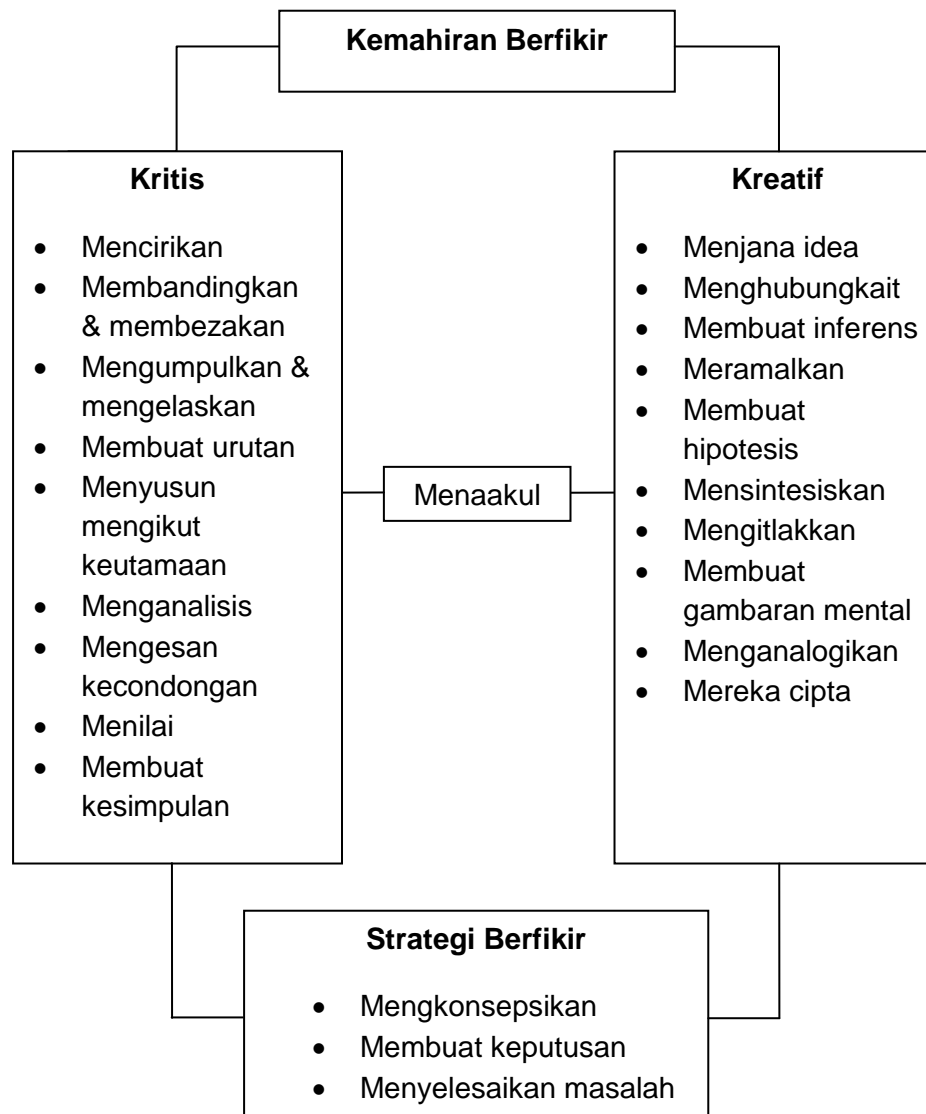 Kemahiran Berfikir
Kritis
• Mencirikan
• Membandingkan
& membezakan
• Mengumpulkan &
mengelaskan
• Membuat urutan
• Menyusun
mengikut
keutamaan
• Menganalisis
• Mengesan
kecondongan
• Menilai
• Membuat
kesimpulan
Menaakul
Kreatif
• Menjana idea
• Menghubungkait
• Membuat inferens
• Meramalkan
• Membuat
hipotesis
• Mensintesiskan
• Mengitlakkan
• Membuat
gambaran mental
• Menganalogikan
• Mereka cipta
Strategi Berfikir
• Mengkonsepsikan
• Membuat keputusan
• Menyelesaikan masalah